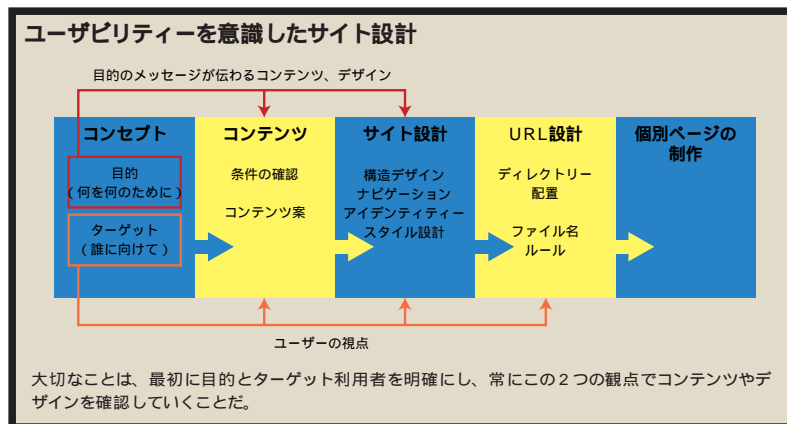 ユーザビリティーを意識したサイト設計
目的のメッセージが伝わるコンテンツ、デザイン
コンセプト
目的
（何を何のために）
ターゲット
（誰に向けて）
コンテンツ
条件の確認
コンテンツ案
サイト設計
構造デザイン
ナビゲーション
アイデンティティー
スタイル設計
URL設計
ディレクトリー
配置
ファイル名
ルール
個別ページの
制作
ユーザーの視点
大切なことは、最初に目的とターゲット利用者を明確にし、常にこの２つの観点でコンテンツやデ
ザインを確認していくことだ。